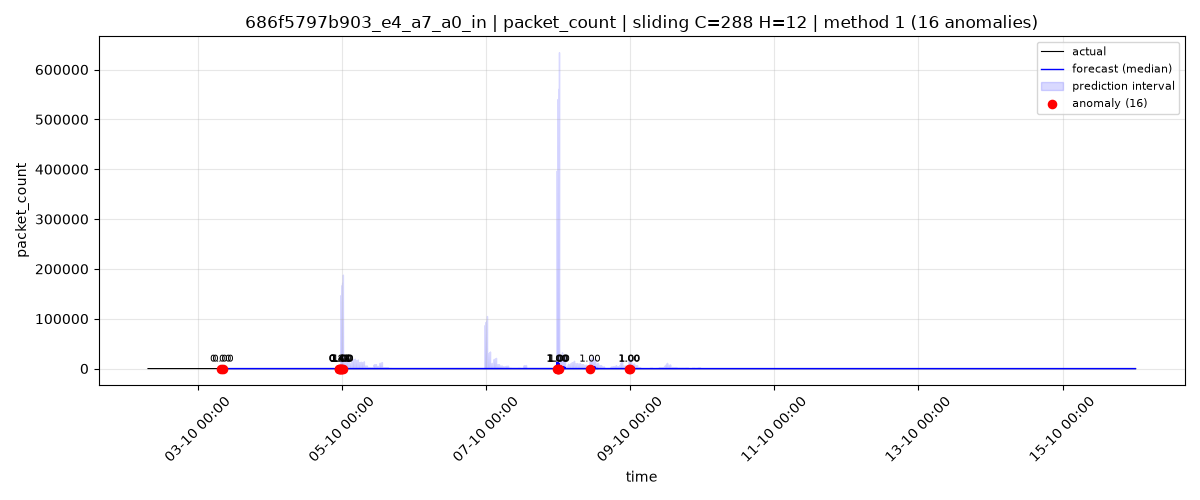 686f5797b903_e4_a7_a0_in | packet_count | sliding C=288 H=12 | method 1 (16 anomalies)
actual
forecast (median)
prediction interval
anomaly (16)
packet_count
600000
500000
400000
300000
200000
100000
0
1.00
1.00
03-10 00:00
05-10 00:00
07-10 00:00
09-10 00:00
11-10 00:00
13-10 00:00
15-10 00:00
time